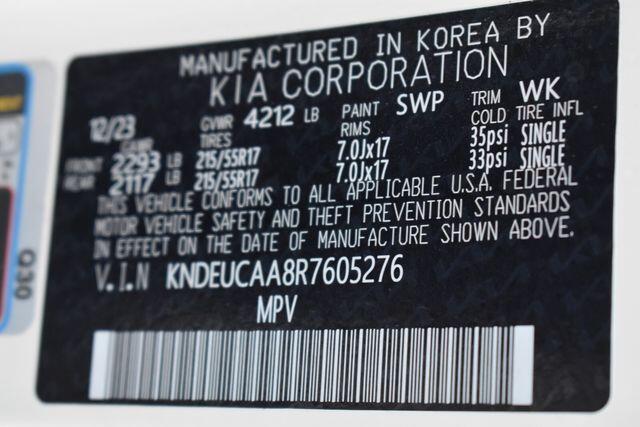 MANUFACTURED IN KOREA BY
KIA CORPORATION
12/23 GVWR 4212 LB PAINT SWP TRIM WK
GAWR TIRES RIMS COLD TIRE INFL
FRONT 2293 LB 215/55R17 7.0Jx17 35psi SINGLE
REAR 2117 LB 215/55R17 7.0Jx17 33psi SINGLE
THIS VEHICLE CONFORMS TO ALL APPLICABLE U.S.A. FEDERAL
MOTOR VEHICLE SAFETY AND THEFT PREVENTION STANDARDS
IN EFFECT ON THE DATE OF MANUFACTURE SHOWN ABOVE.
V.I.N KNDEUCAA8R7605276
MPV
030